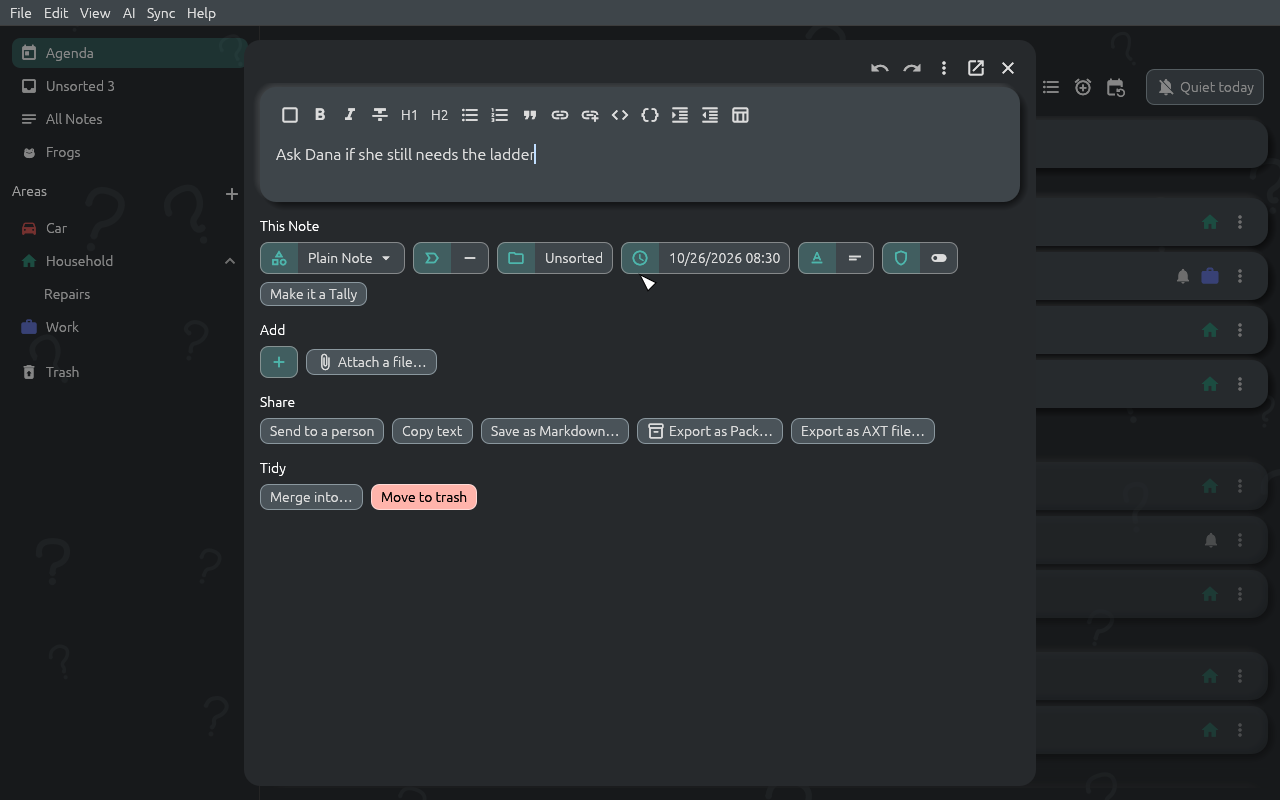 File Edit View AI Sync Help
Agenda
Unsorted 3
All Notes
Frogs
Areas
Car
Household
Repairs
Work
Trash
Quiet today
B I H1 H2
Ask Dana if she still needs the ladder
This Note
Plain Note
Unsorted
10/26/2026 08:30
Make it a Tally
Add
Attach a file...
Share
Send to a person
Copy text
Save as Markdown...
Export as Pack...
Export as AXT file...
Tidy
Merge into...
Move to trash